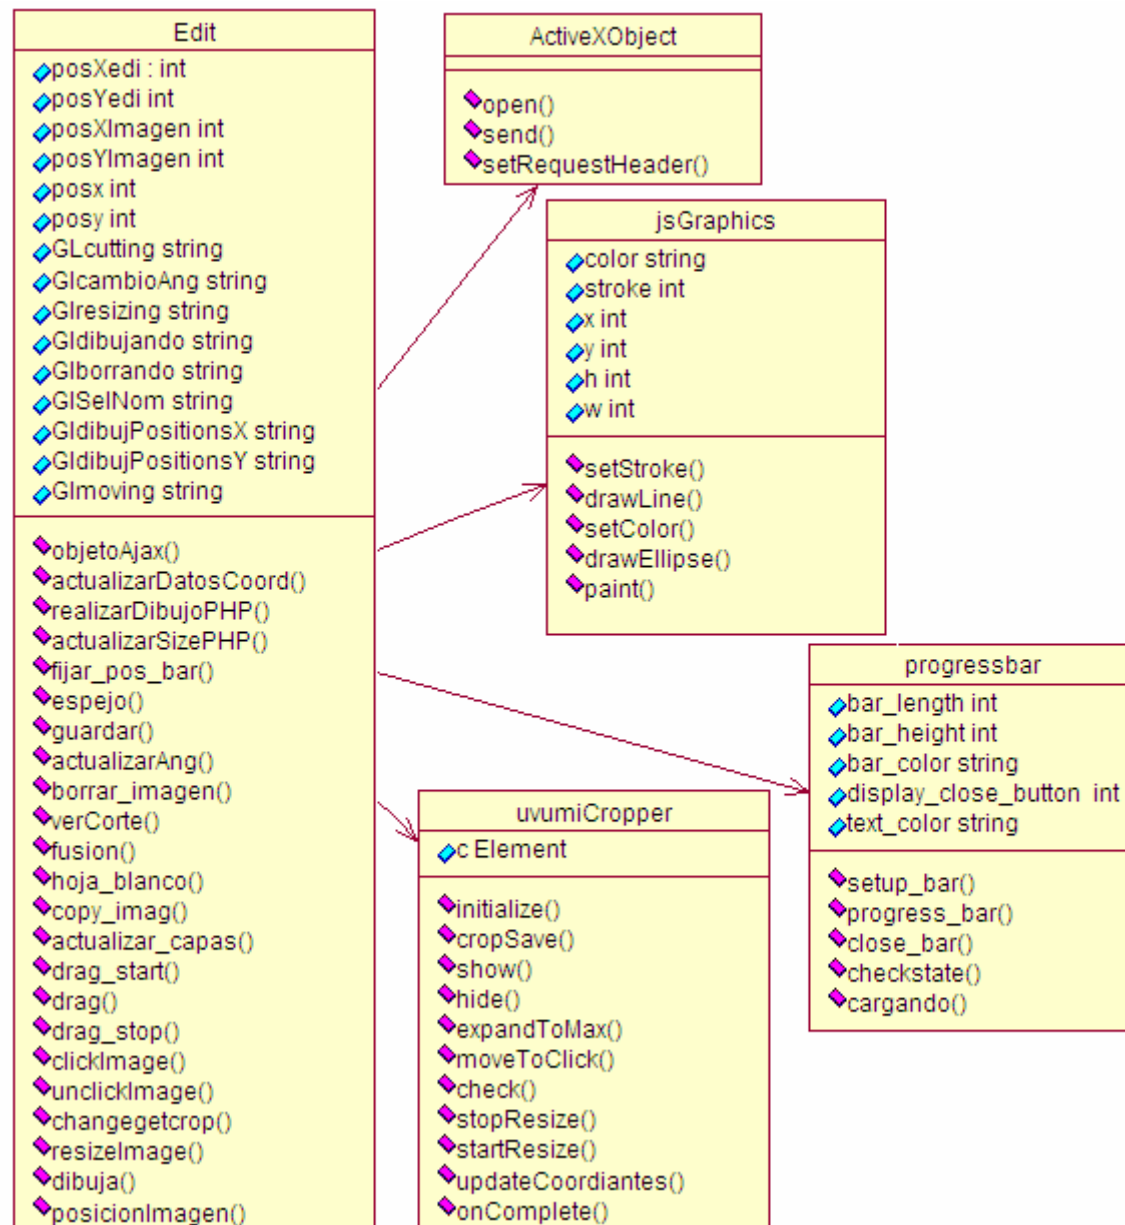 Edit
posXedi : int
posYedi int
posXImagen int
posYImagen int
posx int
posy int
GLcutting string
GlcambioAng string
Glresizing string
Gldibujando string
Glborrando string
GlSelNom string
GldibujPositionsX string
GldibujPositionsY string
Glmoving string
objetoAjax()
actualizarDatosCoord()
realizarDibujoPHP()
actualizarSizePHP()
fijar_pos_bar()
espejo()
guardar()
actualizarAng()
borrar_imagen()
verCorte()
fusion()
hoja_blanco()
copy_imag()
actualizar_capas()
drag_start()
drag()
drag_stop()
clickImage()
unclickImage()
changegetcrop()
resizeImage()
dibuja()
posicionImagen()
ActiveXObject
open()
send()
setRequestHeader()
jsGraphics
color string
stroke int
x int
y int
h int
w int
setStroke()
drawLine()
setColor()
drawEllipse()
paint()
progressbar
bar_length int
bar_height int
bar_color string
display_close_button int
text_color string
setup_bar()
progress_bar()
close_bar()
checkstate()
cargando()
uvumiCropper
c Element
initialize()
cropSave()
show()
hide()
expandToMax()
moveToClick()
check()
stopResize()
startResize()
updateCoordiantes()
onComplete()